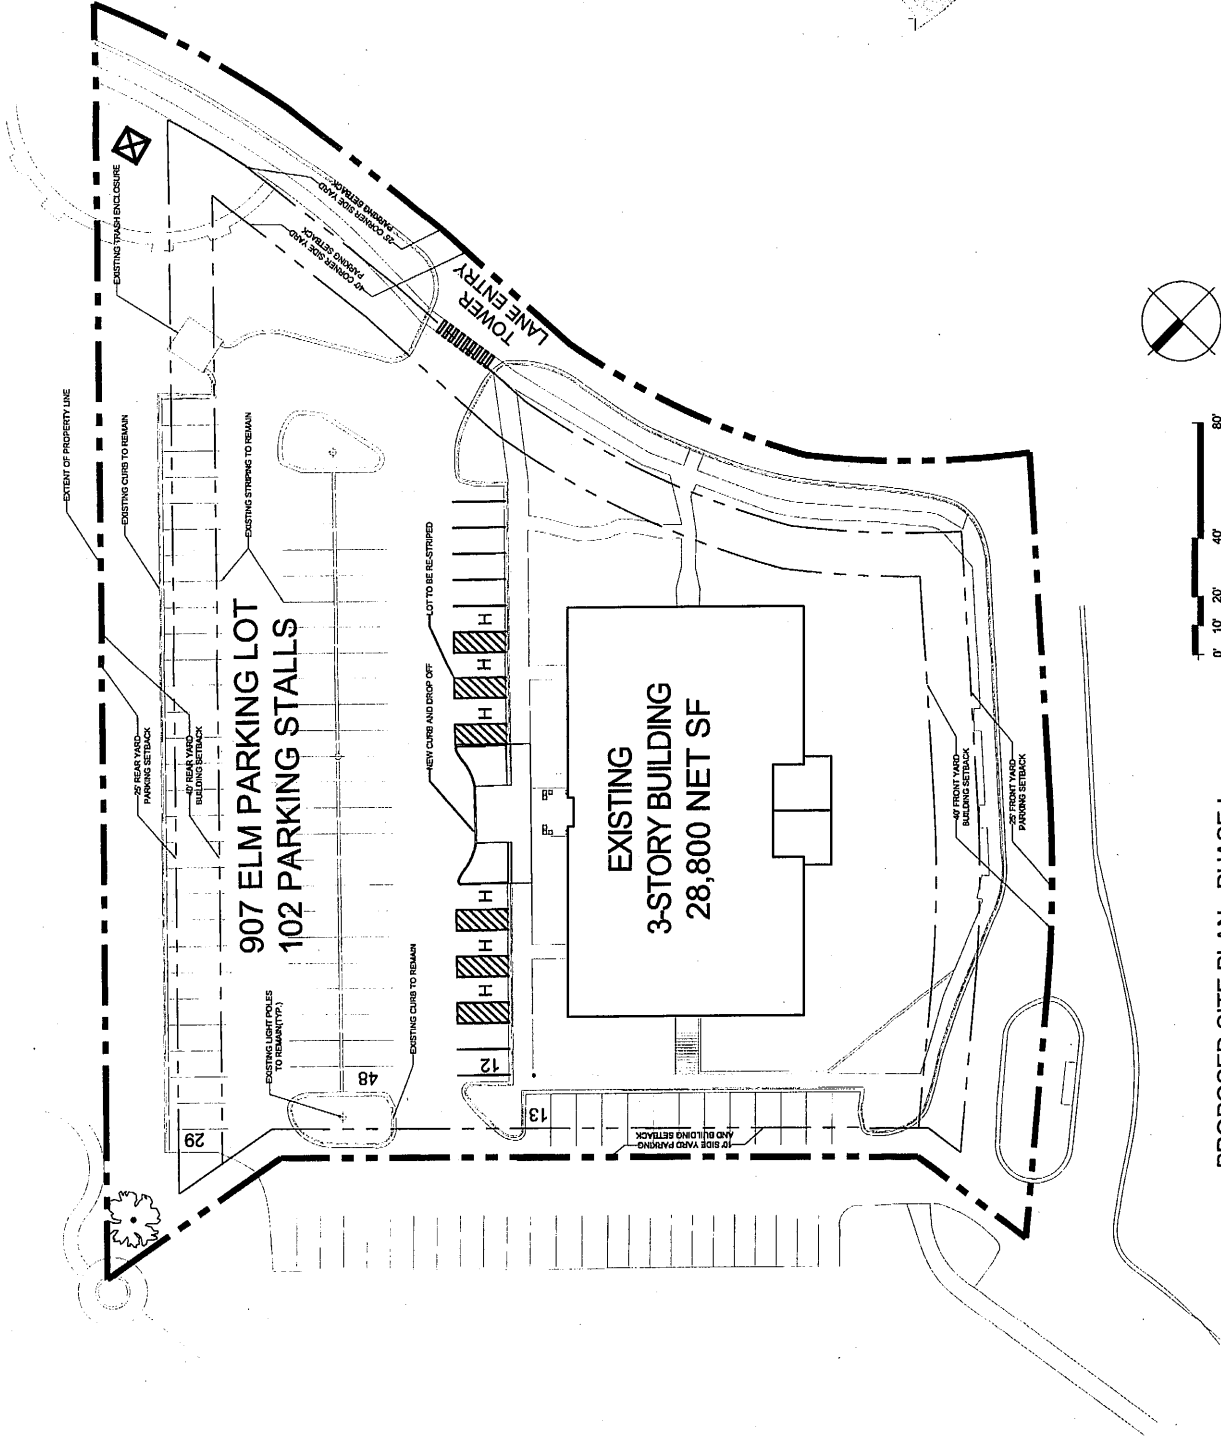 EXTENT OF PROPERTY LINE
EXISTING TRASH ENCLOSURE
EXISTING CURB TO REMAIN
EXISTING STRIPING TO REMAIN
25' CORNER SIDE YARD
PARKING SETBACK
40' CORNER SIDE YARD
PARKING SETBACK
TOWER
LANE ENTRY
25' REAR YARD
PARKING SETBACK
40' REAR YARD
BUILDING SETBACK
907 ELM PARKING LOT
102 PARKING STALLS
LOT TO BE RE-STRIPED
NEW CURB AND DROP OFF
H
H
H
H
H
H
EXISTING LIGHT POLES
TO REMAIN(TYP.)
EXISTING CURB TO REMAIN
29
48
12
13
EXISTING
3-STORY BUILDING
28,800 NET SF
10' SIDE YARD PARKING
AND BUILDING SETBACK
40' FRONT YARD
BUILDING SETBACK
25' FRONT YARD
PARKING SETBACK
0' 10' 20' 40' 80'
PROPOSED SITE PLAN - PHASE I